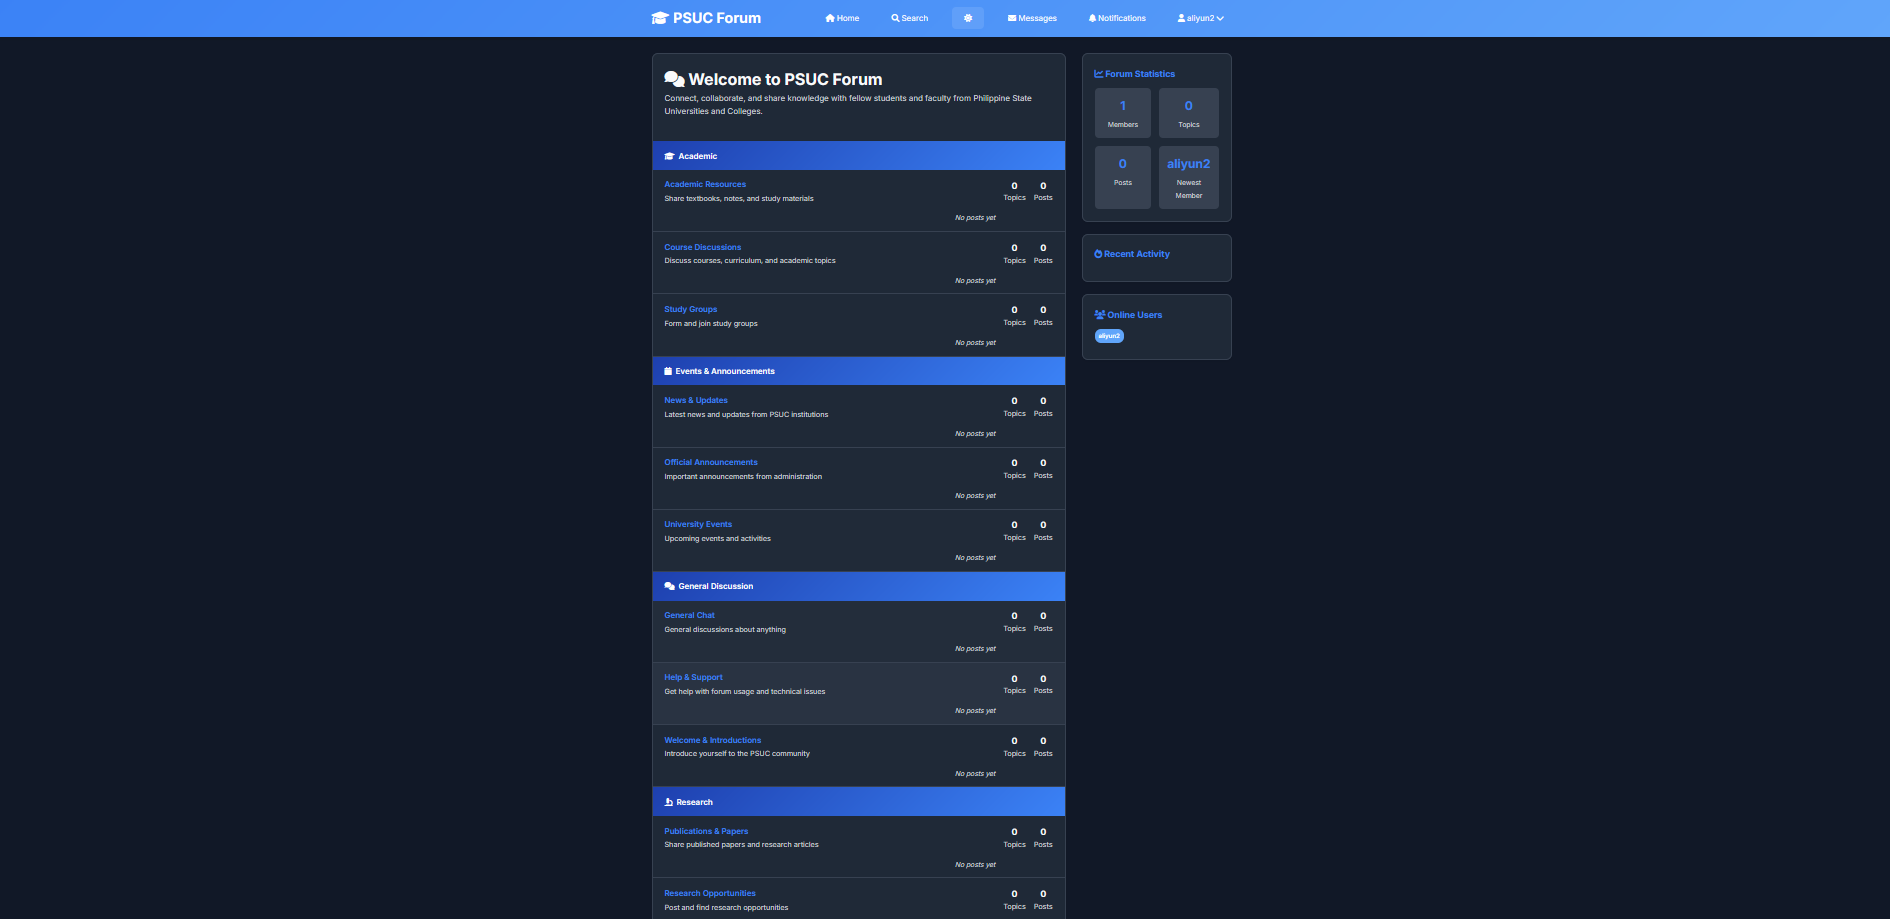 PSUC Forum
Home
Search
Messages
Notifications
aliyun2
Welcome to PSUC Forum
Connect, collaborate, and share knowledge with fellow students and faculty from Philippine State
Universities and Colleges.
Academic
Academic Resources
Share textbooks, notes, and study materials
0 0
Topics Posts
No posts yet
Course Discussions
Discuss courses, curriculum, and academic topics
0 0
Topics Posts
No posts yet
Study Groups
Form and join study groups
0 0
Topics Posts
No posts yet
Events & Announcements
News & Updates
Latest news and updates from PSUC institutions
0 0
Topics Posts
No posts yet
Official Announcements
Important announcements from administration
0 0
Topics Posts
No posts yet
University Events
Upcoming events and activities
0 0
Topics Posts
No posts yet
General Discussion
General Chat
General discussions about anything
0 0
Topics Posts
No posts yet
Help & Support
Get help with forum usage and technical issues
0 0
Topics Posts
No posts yet
Welcome & Introductions
Introduce yourself to the PSUC community
0 0
Topics Posts
No posts yet
Research
Publications & Papers
Share published papers and research articles
0 0
Topics Posts
No posts yet
Research Opportunities
Post and find research opportunities
0 0
Topics Posts
Forum Statistics
1
Members
0
Topics
0
Posts
aliyun2
Newest
Member
Recent Activity
Online Users
aliyun2